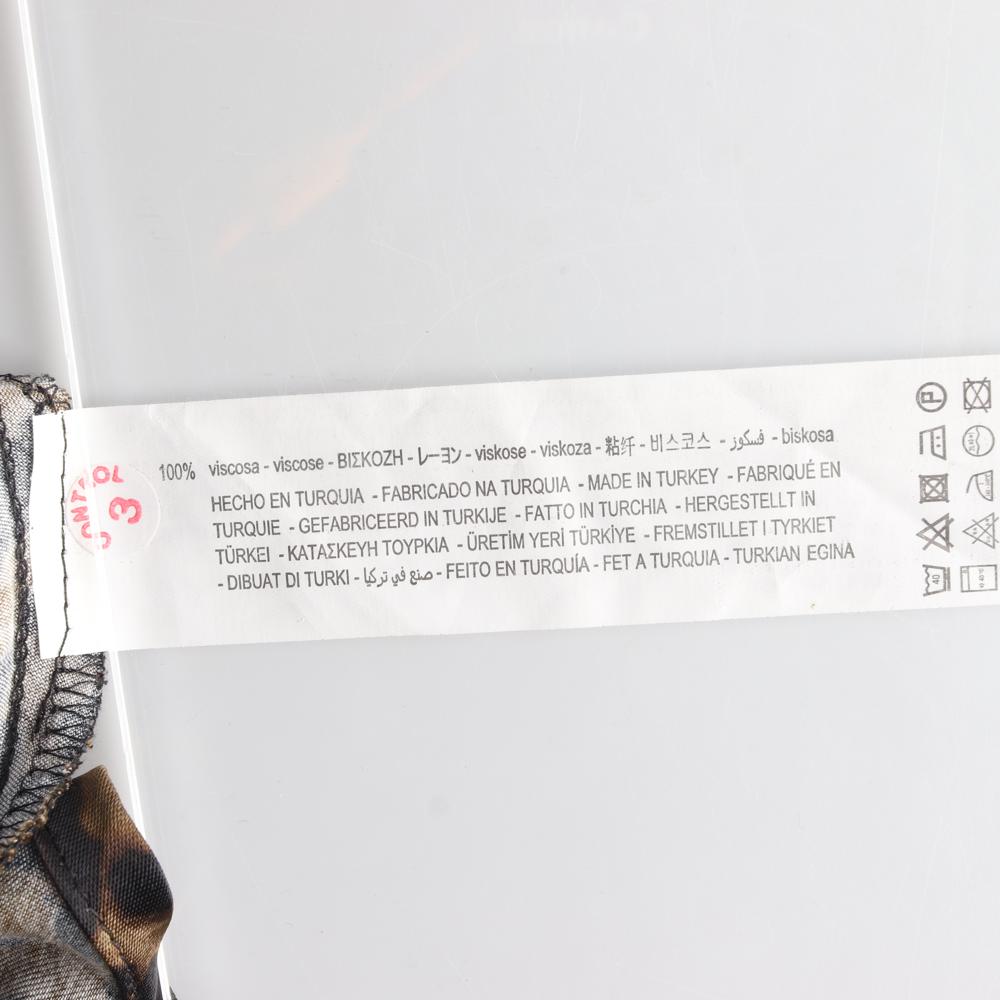 CONTROL
3
100% viscosa - viscose - ΒΙΣΚΟΖΗ - レーヨン - viskose - viskoza - 粘纤 - 비스코스 - فسكوز - biskosa
HECHO EN TURQUIA - FABRICADO NA TURQUIA - MADE IN TURKEY - FABRIQUÉ EN
TURQUIE - GEFABRICEERD IN TURKIJE - FATTO IN TURCHIA - HERGESTELLT IN
TÜRKEI - ΚΑΤΑΣΚΕΥΗ ΤΟΥΡΚΙΑ - ÜRETİM YERİ TÜRKİYE - FREMSTILLET I TYRKIET
- DIBUAT DI TURKI - صنع في تركيا - FEITO EN TURQUÍA - FET A TURQUIA - TURKIAN EGINA
P
40